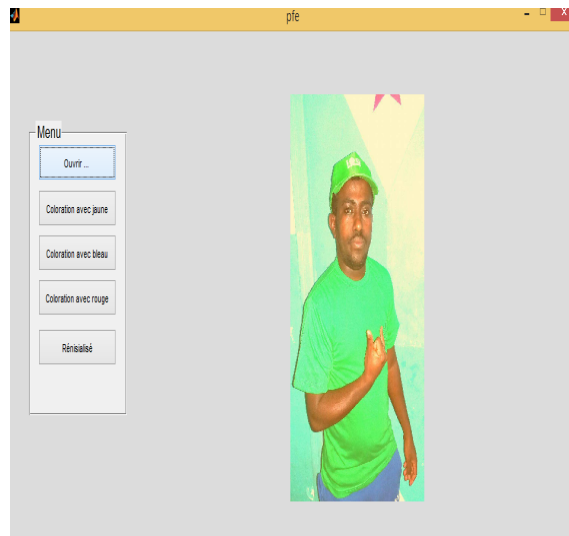 pfe
Menu
Ouvrir ...
Coloration avec jaune
Coloration avec bleau
Coloration avec rouge
Rénisialisé